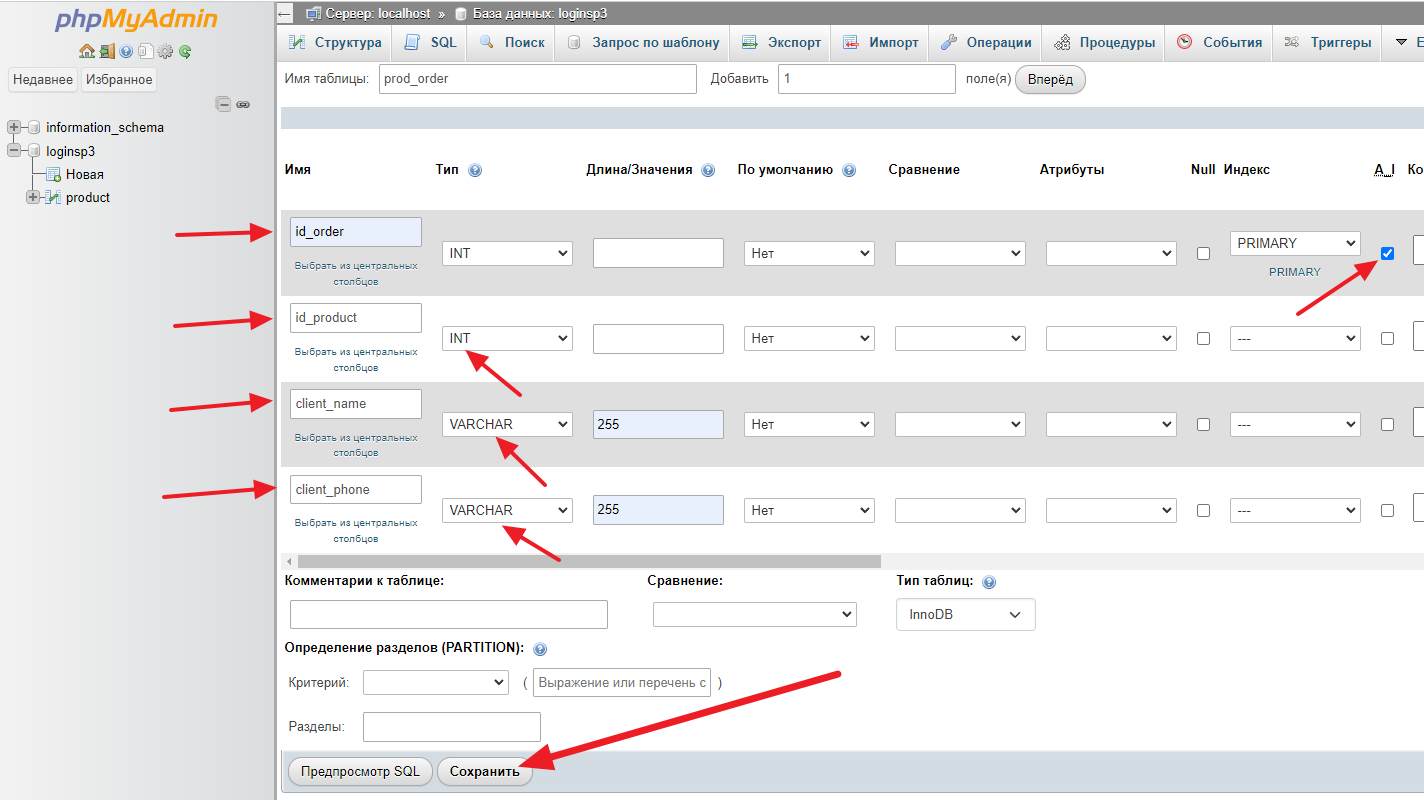 phpMyAdmin
Недавнее Избранное
information_schema
loginsp3
Новая
product
← Сервер: localhost » База данных: loginsp3
Структура SQL Поиск Запрос по шаблону Экспорт Импорт Операции Процедуры События Триггеры
Имя таблицы: prod_order Добавить 1 поле(я) Вперёд
Имя Тип Длина/Значения По умолчанию Сравнение Атрибуты Null Индекс A_I Ко
id_order INT Нет PRIMARY
Выбрать из центральных
столбцов
PRIMARY
id_product INT Нет ---
Выбрать из центральных
столбцов
client_name VARCHAR 255 Нет ---
Выбрать из центральных
столбцов
client_phone VARCHAR 255 Нет ---
Выбрать из центральных
столбцов
Комментарии к таблице: Сравнение: Тип таблиц:
InnoDB
Определение разделов (PARTITION):
Критерий: ( Выражение или перечень с )
Разделы:
Предпросмотр SQL Сохранить